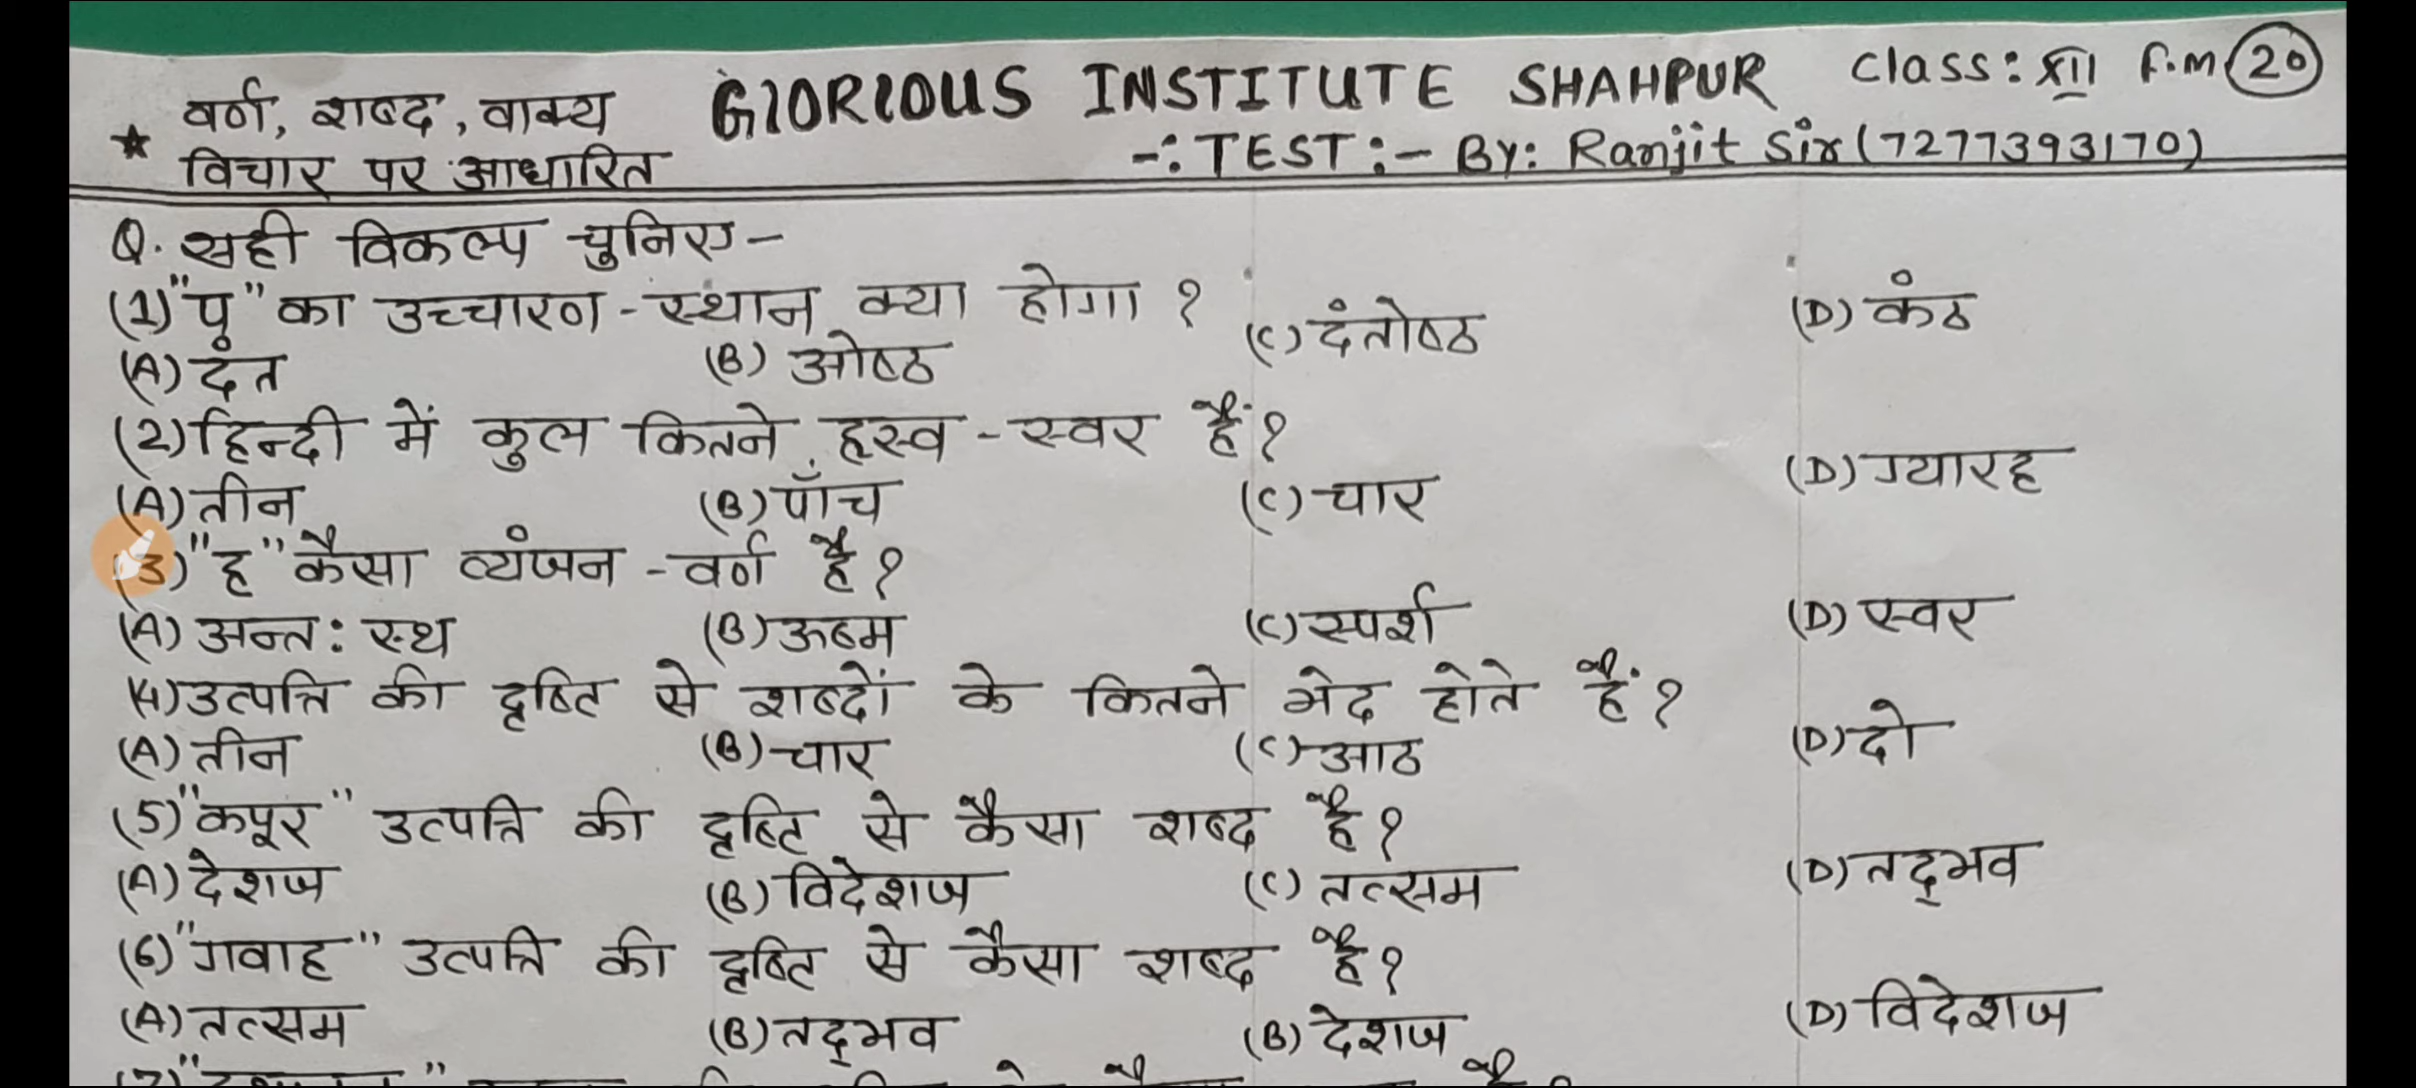 ★ वर्ण, शब्द, वाक्य GlORIOUS INSTITUTE SHAHPUR Class: XII F.M 20
विचार पर आधारित -: TEST :- By: Ranjit Sir (7277393170)
Q. सही विकल्प चुनिए-
(1) "प" का उच्चारण - स्थान क्या होगा ?
(A) दंत (B) ओष्ठ (C) दंतोष्ठ (D) कंठ
(2) हिन्दी में कुल कितने ह्रस्व - स्वर हैं ?
(A) तीन (B) पाँच (C) चार (D) ग्यारह
(3) "ह" कैसा व्यंजन - वर्ण है ?
(A) अन्त: स्थ (B) ऊष्म (C) स्पर्श (D) स्वर
(4) उत्पत्ति की दृष्टि से शब्दों के कितने भेद होते हैं ?
(A) तीन (B) चार (C) आठ (D) दो
(5) "कपूर" उत्पत्ति की दृष्टि से कैसा शब्द है ?
(A) देशज (B) विदेशज (C) तत्सम (D) तद्भव
(6) "गवाह" उत्पत्ति की दृष्टि से कैसा शब्द है ?
(A) तत्सम (B) तद्भव (B) देशज (D) विदेशज